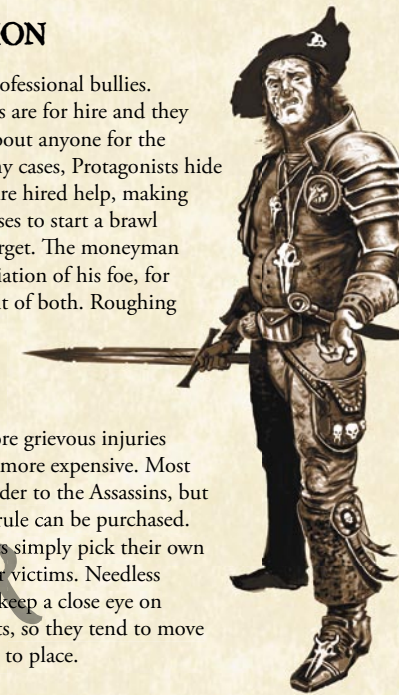 ofessional bullies.
s are for hire and they
bout anyone for the
ny cases, Protagonists hide
re hired help, making
ses to start a brawl
rget. The moneyman
iation of his foe, for
t of both. Roughing
ore grievous injuries
more expensive. Most
der to the Assassins, but
rule can be purchased.
s simply pick their own
r victims. Needless
keep a close eye on
ts, so they tend to move
to place.